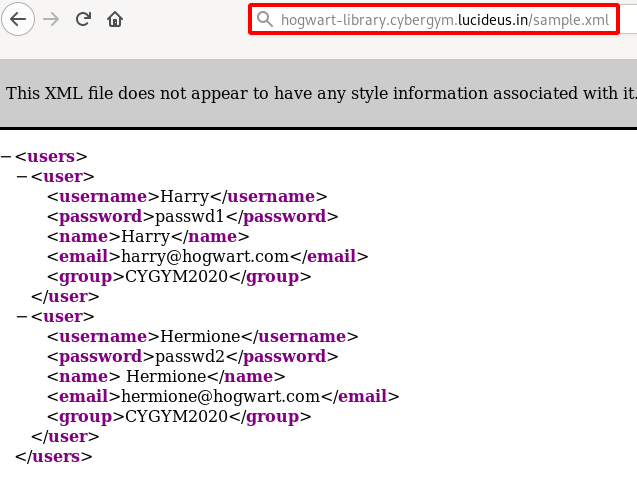 hogwart-library.cybergym.lucideus.in/sample.xml
This XML file does not appear to have any style information associated with it.
−<users>
−<user>
<username>Harry</username>
<password>passwd1</password>
<name>Harry</name>
<email>harry@hogwart.com</email>
<group>CYGYM2020</group>
</user>
−<user>
<username>Hermione</username>
<password>passwd2</password>
<name> Hermione</name>
<email>hermione@hogwart.com</email>
<group>CYGYM2020</group>
</user>
</users>